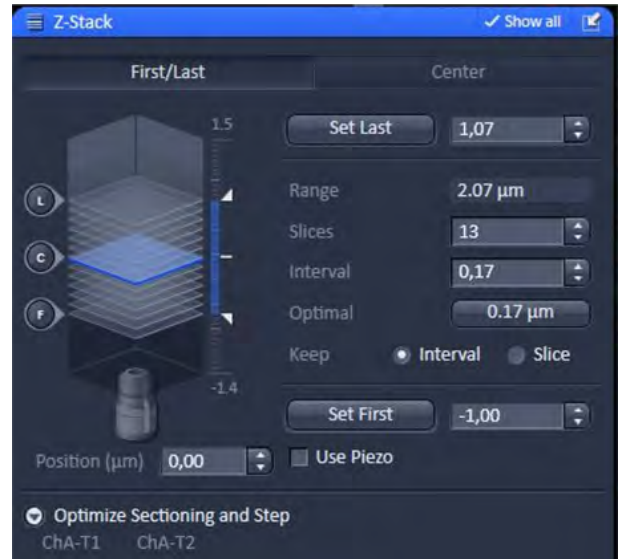 Z-Stack Show all
First/Last Center
1.5 Set Last 1,07
L
Range 2.07 µm
Slices 13
C
Interval 0,17
F
Optimal 0.17 µm
Keep Interval Slice
-1.4
Set First -1,00
Position (µm) 0,00 Use Piezo
Optimize Sectioning and Step
ChA-T1 ChA-T2